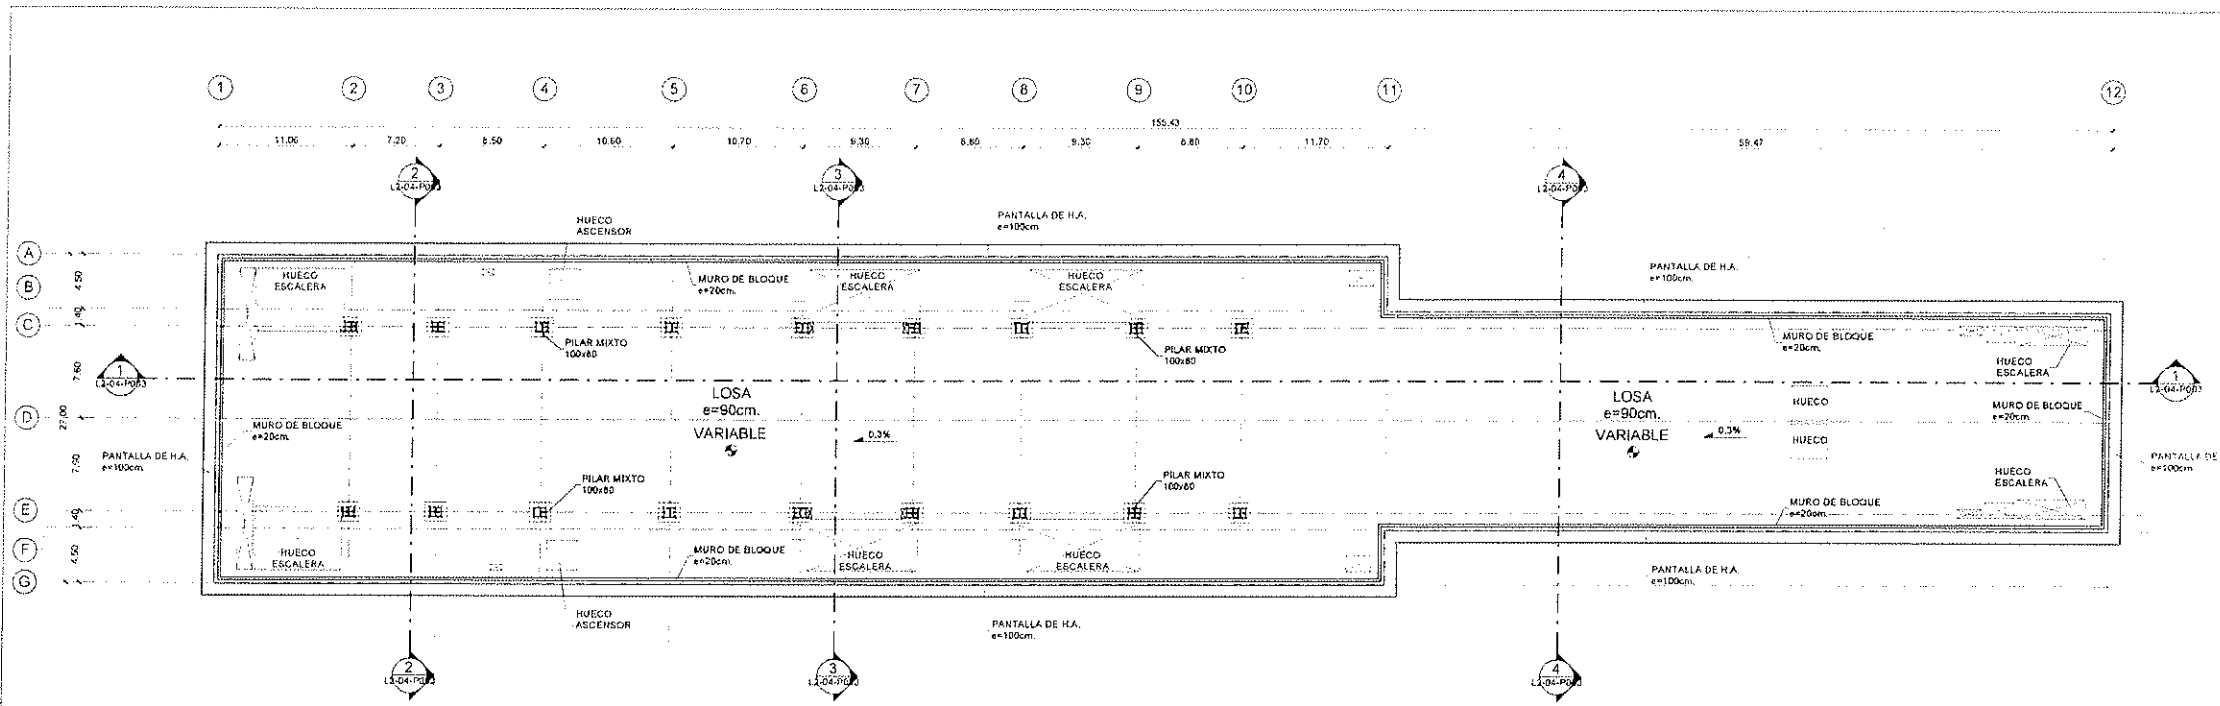 1 2 3 4 5 6 7 8 9 10 11 12
155.43
11.00 7.20 8.50 10.60 10.70 9.30 8.80 9.30 8.80 11.70 59.47
2
3
4
HUECO
ASCENSOR
PANTALLA DE H.A.
e=100cm
PANTALLA DE H.A.
e=100cm.
A
B
C
D
E
F
G
4.50
7.60
27.00
4.50
HUECO
ESCALERA
MURO DE BLOQUE
e=20cm.
HUECO
ESCALERA
HUECO
ESCALERA
PILAR MIXTO
100x80
PILAR MIXTO
100x80
MURO DE BLOQUE
e=20cm.
HUECO
ESCALERA
1
1
LOSA
e=90cm.
VARIABLE
0.3%
LOSA
e=90cm.
VARIABLE
0.3%
HUECO
HUECO
MURO DE BLOQUE
e=20cm.
MURO DE BLOQUE
e=20cm.
PANTALLA DE H.A.
e=100cm.
PANTALLA DE
e=100cm
PILAR MIXTO
100x80
PILAR MIXTO
100x80
HUECO
ESCALERA
MURO DE BLOQUE
e=20cm.
HUECO
ESCALERA
MURO DE BLOQUE
e=20cm.
HUECO
ESCALERA
HUECO
ESCALERA
HUECO
ASCENSOR
PANTALLA DE H.A.
e=100cm.
PANTALLA DE H.A.
e=100cm.
2
3
4